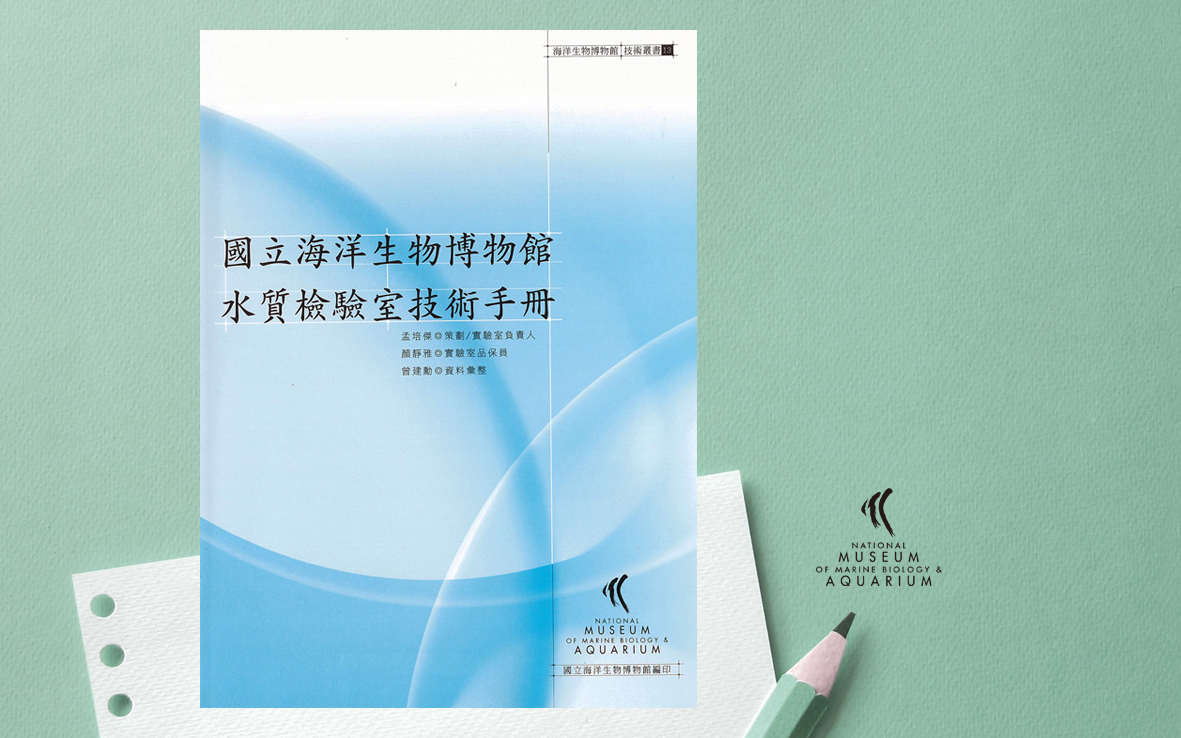 海洋生物博物館 技術叢書 13
國立海洋生物博物館
水質檢驗室技術手冊
孟培傑◎策劃/實驗室負責人
顏靜雅◎實驗室品保員
曾建勳◎資料彙整
NATIONAL
MUSEUM
OF MARINE BIOLOGY &
AQUARIUM
國立海洋生物博物館編印
NATIONAL
MUSEUM
OF MARINE BIOLOGY &
AQUARIUM